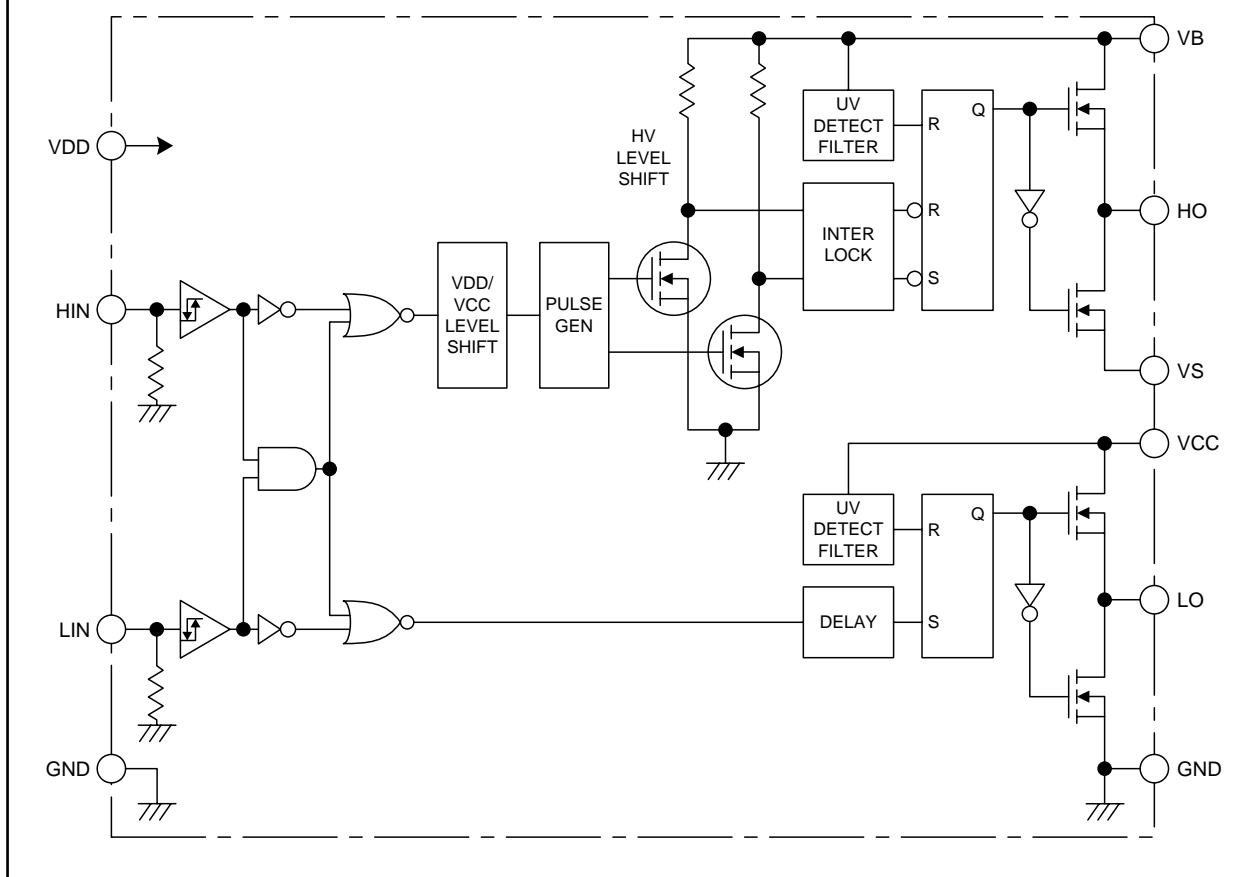 VB
UV
DETECT
FILTER
R
Q
VDD
HV
LEVEL
SHIFT
INTER
LOCK
R
S
HO
HIN
VDD/
VCC
LEVEL
SHIFT
PULSE
GEN
VS
VCC
UV
DETECT
FILTER
R
Q
LIN
DELAY
S
LO
GND
GND